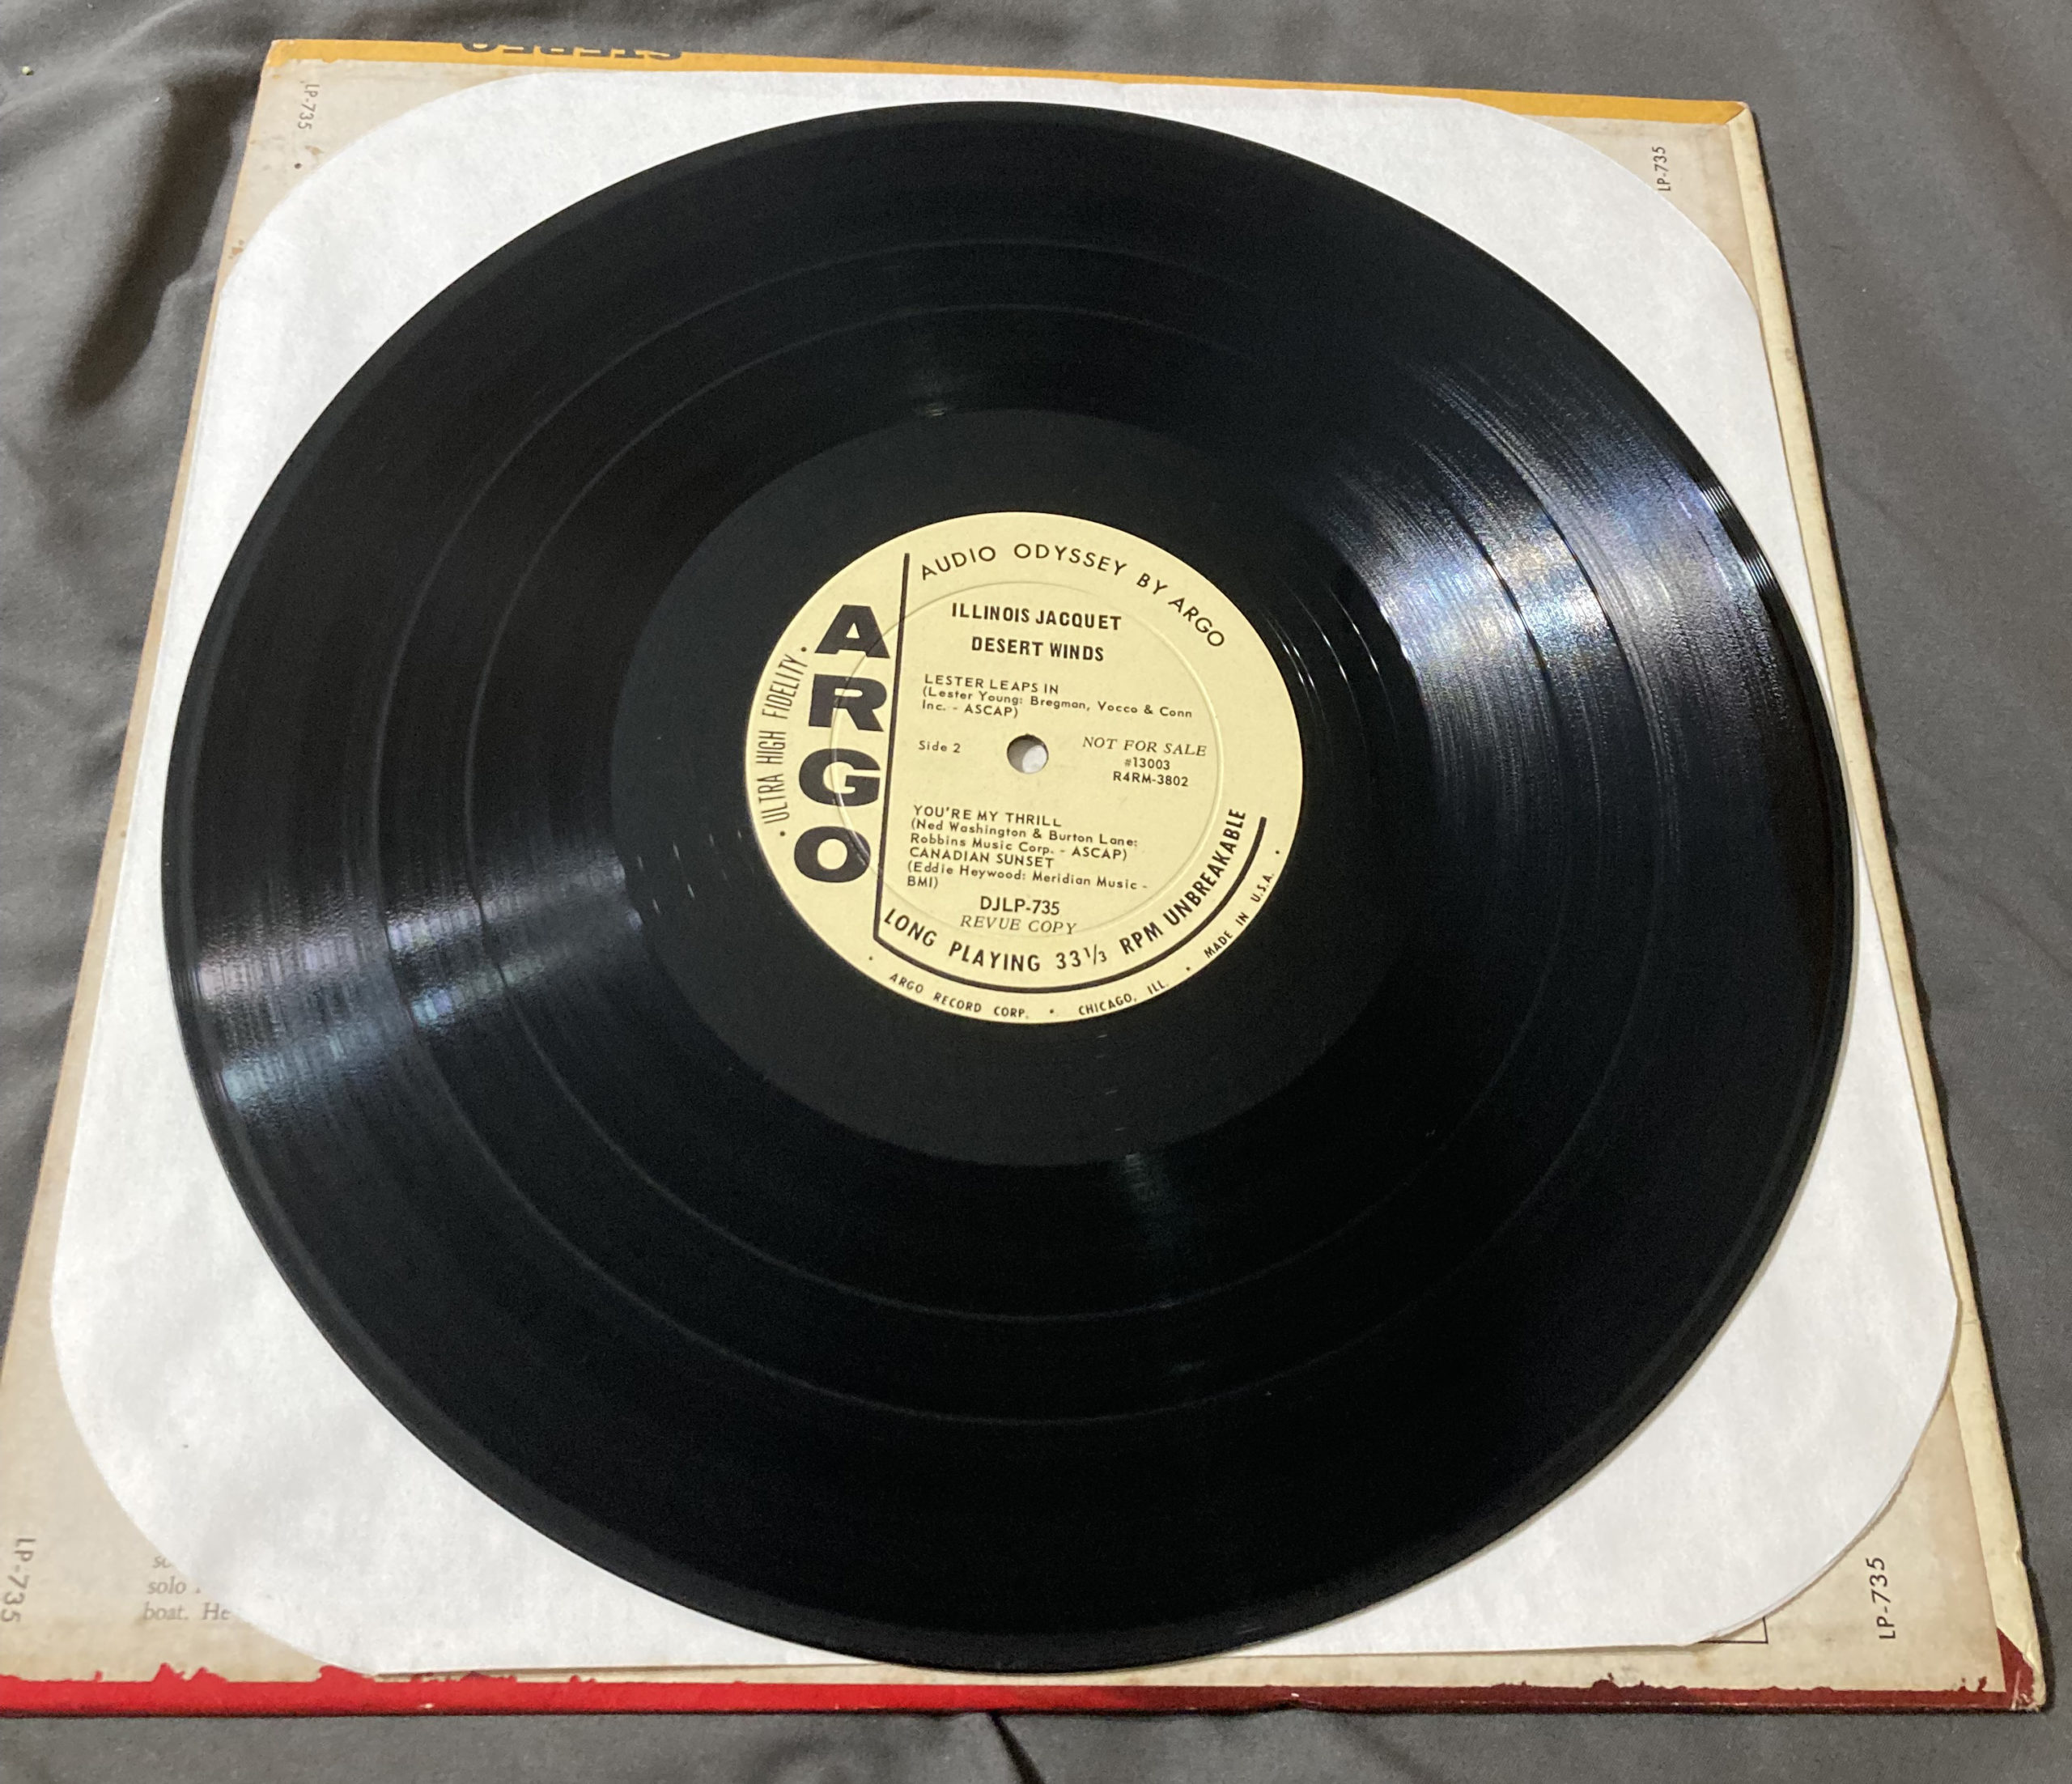 STEREO
LP-735
LP-735
AUDIO ODYSSEY BY ARGO
ARGO
• ULTRA HIGH FIDELITY •
ILLINOIS JACQUET
DESERT WINDS
LESTER LEAPS IN
(Lester Young: Bregman, Vocco & Conn
Inc. - ASCAP)
Side 2
NOT FOR SALE
#13003
R4RM-3802
YOU'RE MY THRILL
(Ned Washington & Burton Lane:
Robbins Music Corp. - ASCAP)
CANADIAN SUNSET
(Eddie Heywood: Meridian Music -
BMI)
DJLP-735
REVUE COPY
LONG PLAYING 33 1/3 RPM UNBREAKABLE
• ARGO RECORD CORP. • CHICAGO, ILL. • MADE IN U.S.A. •
LP-735
solo
boat. He
LP-735